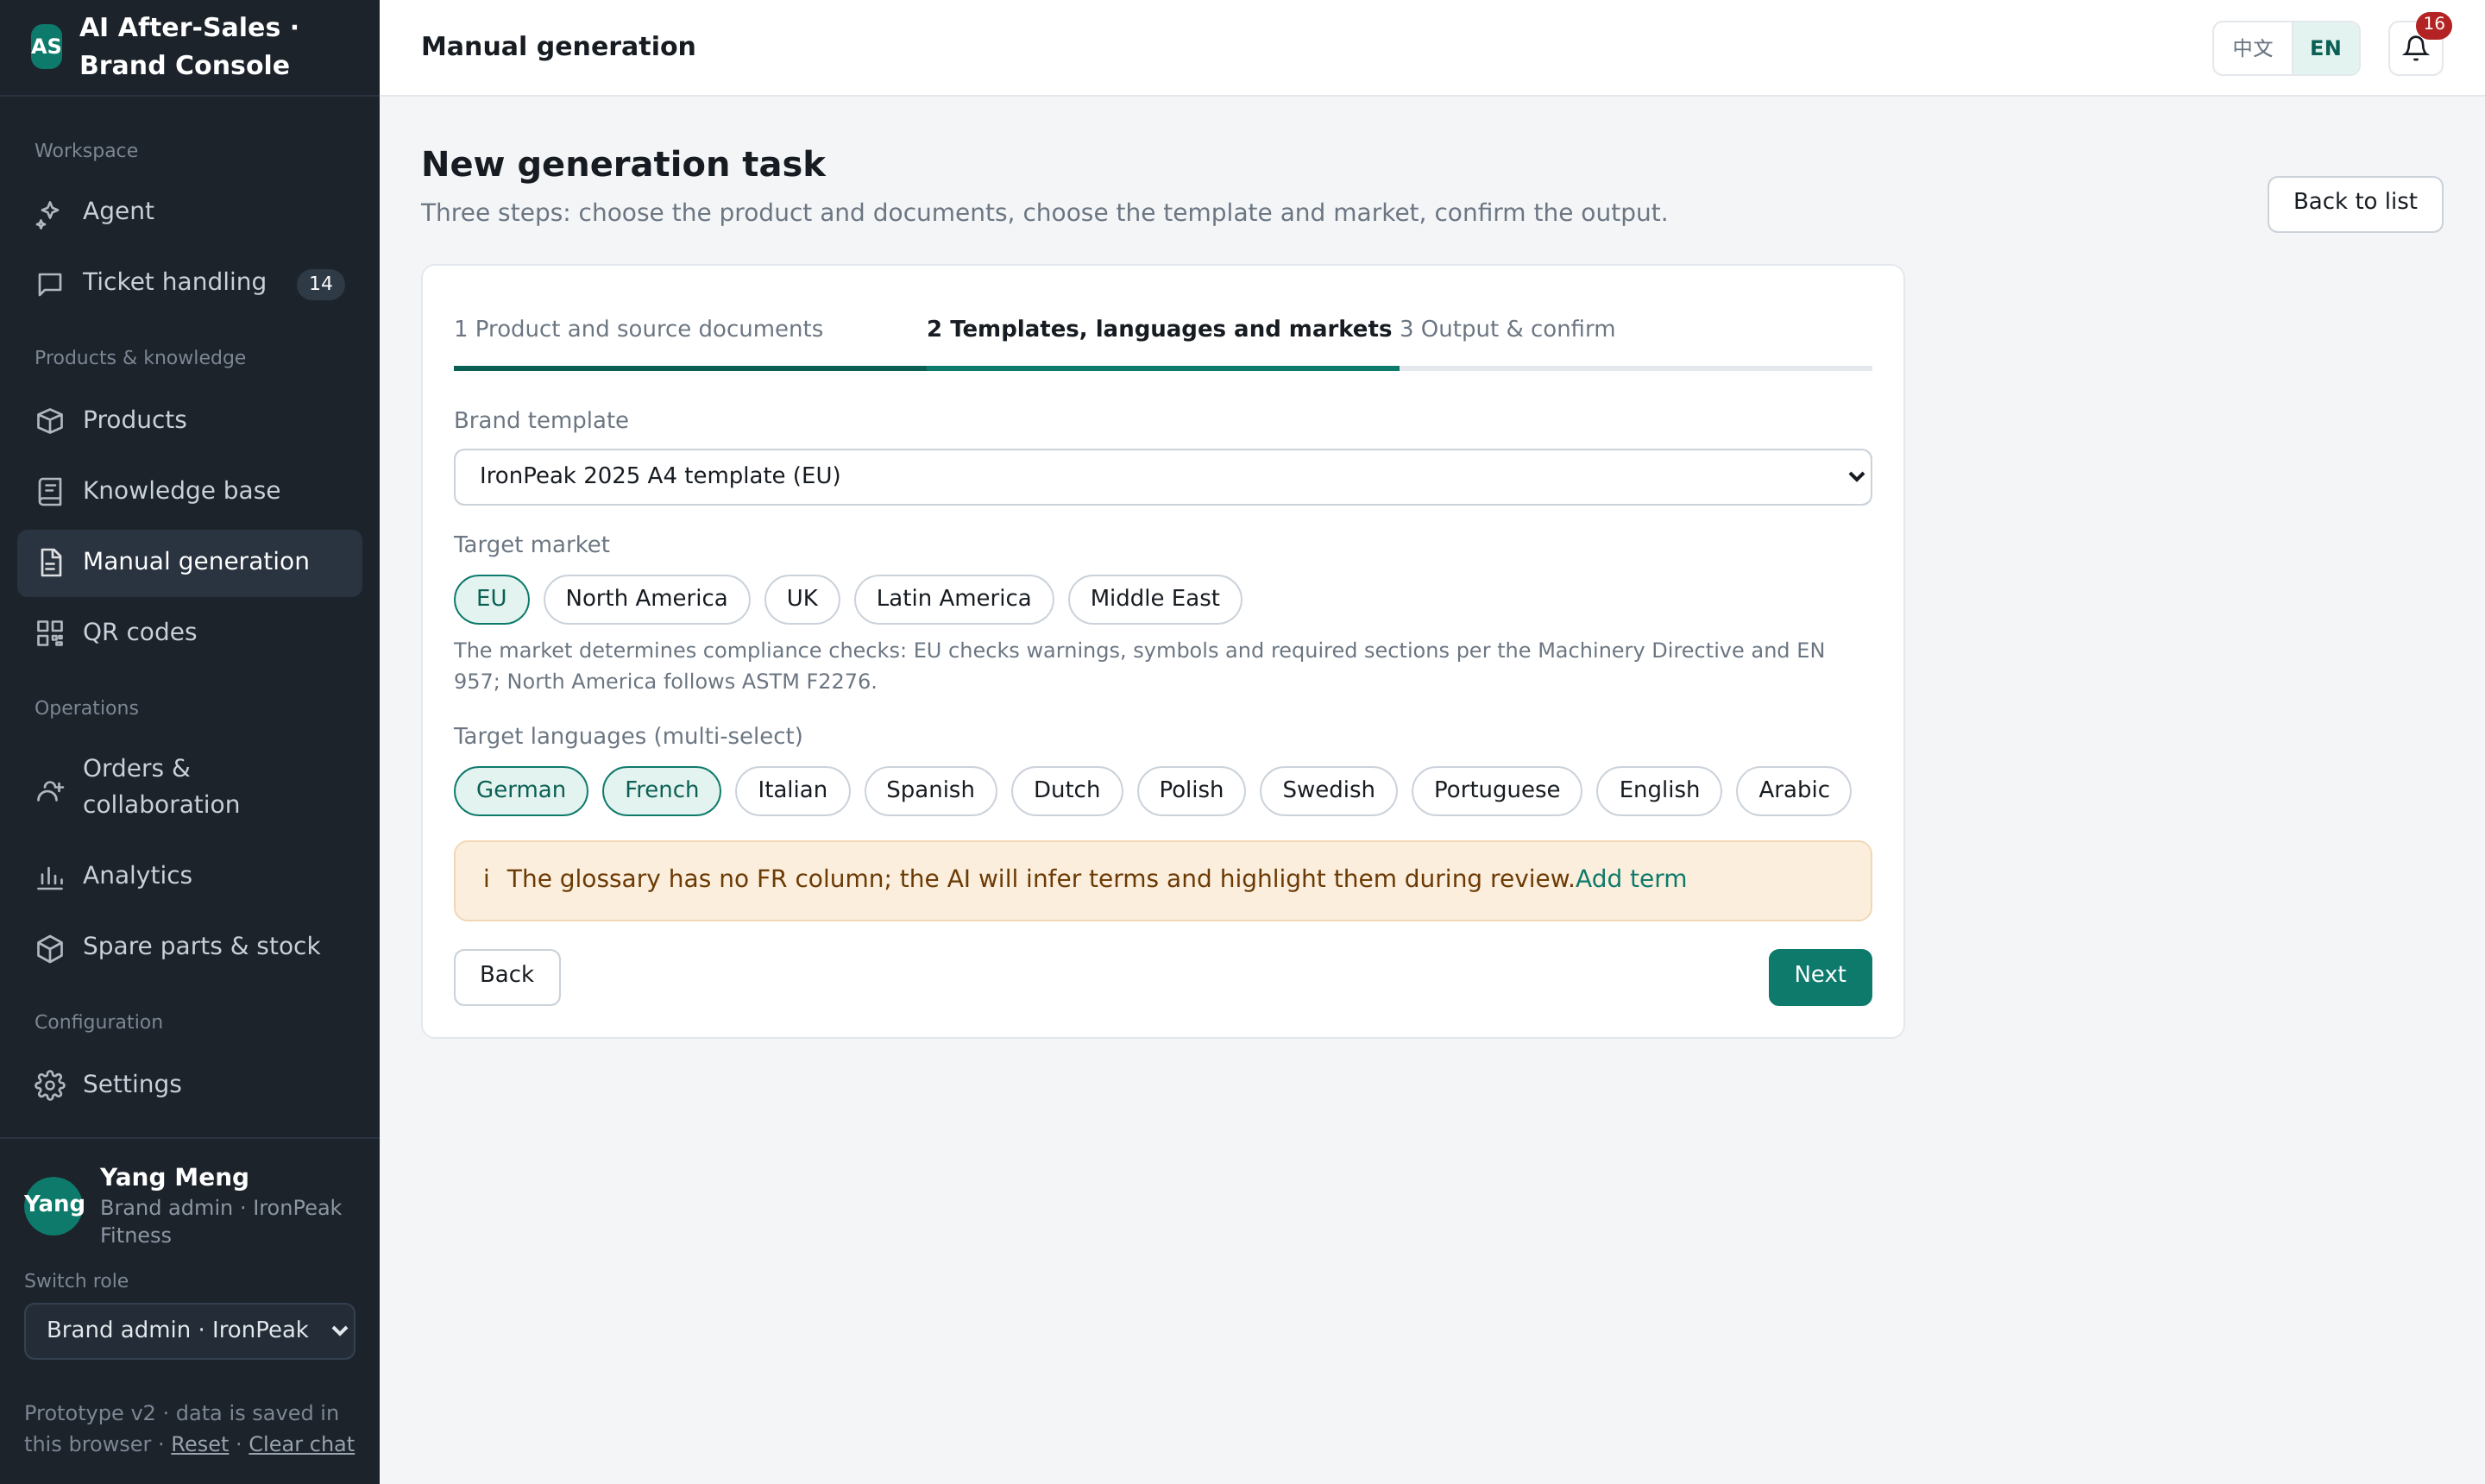 AS
AI After-Sales ·
Brand Console
Workspace
Agent
Ticket handling 14
Products & knowledge
Products
Knowledge base
Manual generation
QR codes
Operations
Orders &
collaboration
Analytics
Spare parts & stock
Configuration
Settings
Yang
Yang Meng
Brand admin · IronPeak
Fitness
Switch role
Brand admin · IronPeak
Prototype v2 · data is saved in
this browser · Reset · Clear chat
Manual generation
中文 EN
16
New generation task
Three steps: choose the product and documents, choose the template and market, confirm the output.
Back to list
1 Product and source documents 2 Templates, languages and markets 3 Output & confirm
Brand template
IronPeak 2025 A4 template (EU)
Target market
EU North America UK Latin America Middle East
The market determines compliance checks: EU checks warnings, symbols and required sections per the Machinery Directive and EN
957; North America follows ASTM F2276.
Target languages (multi-select)
German French Italian Spanish Dutch Polish Swedish Portuguese English Arabic
i The glossary has no FR column; the AI will infer terms and highlight them during review.Add term
Back Next